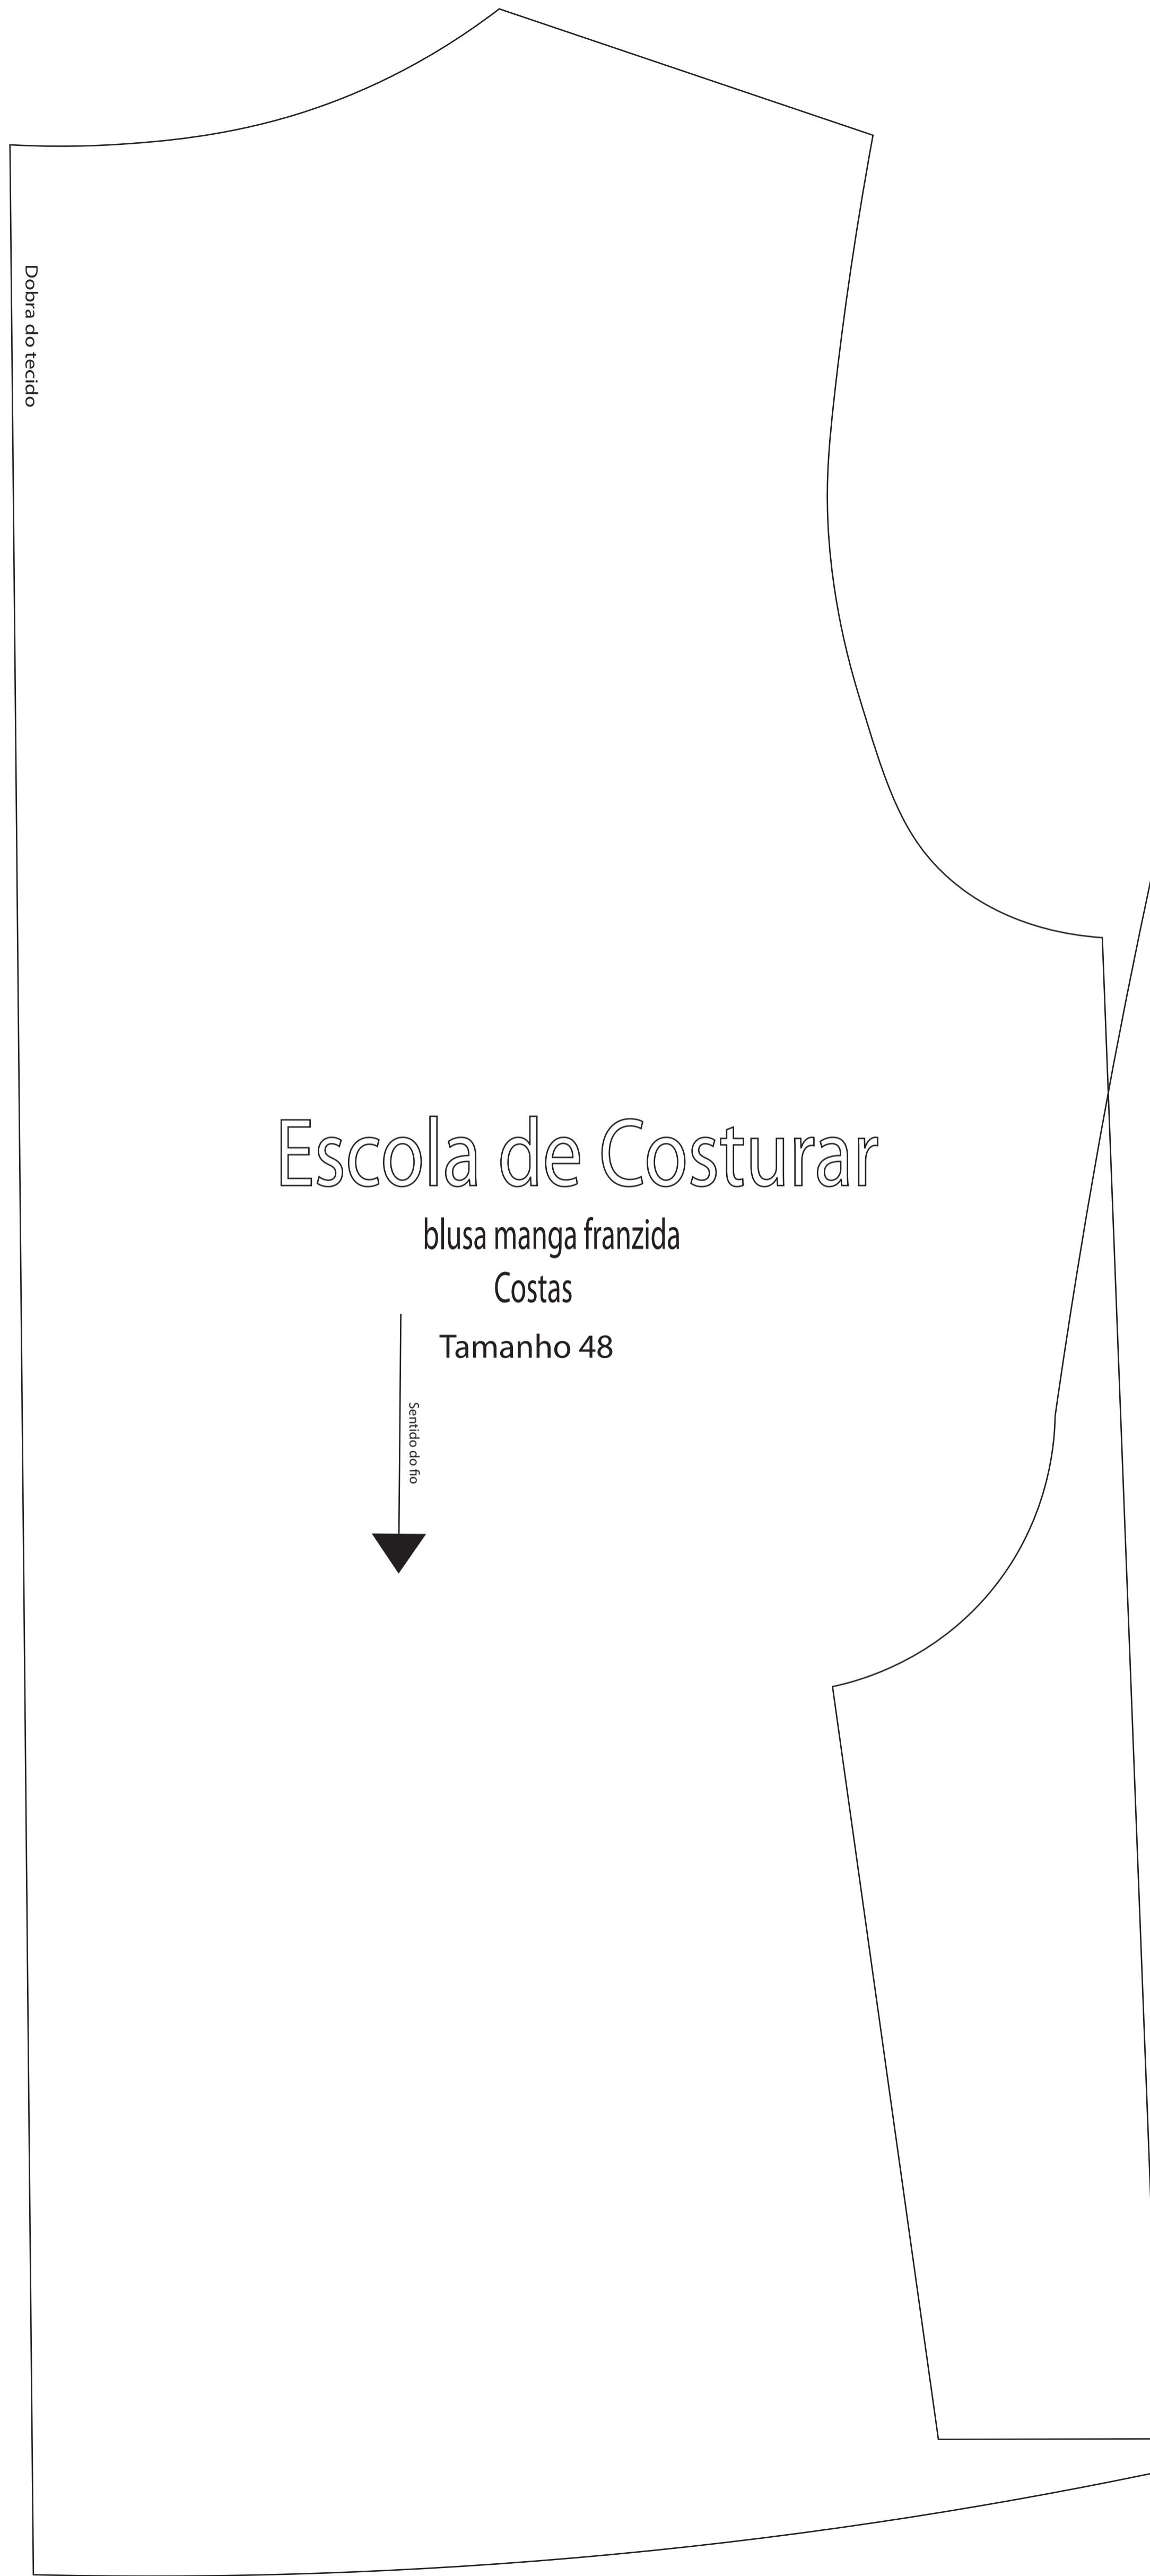 Dobra do tecido
Escola de Costurar
blusa manga franzida
Costas
Tamanho 48
Sentido do fio